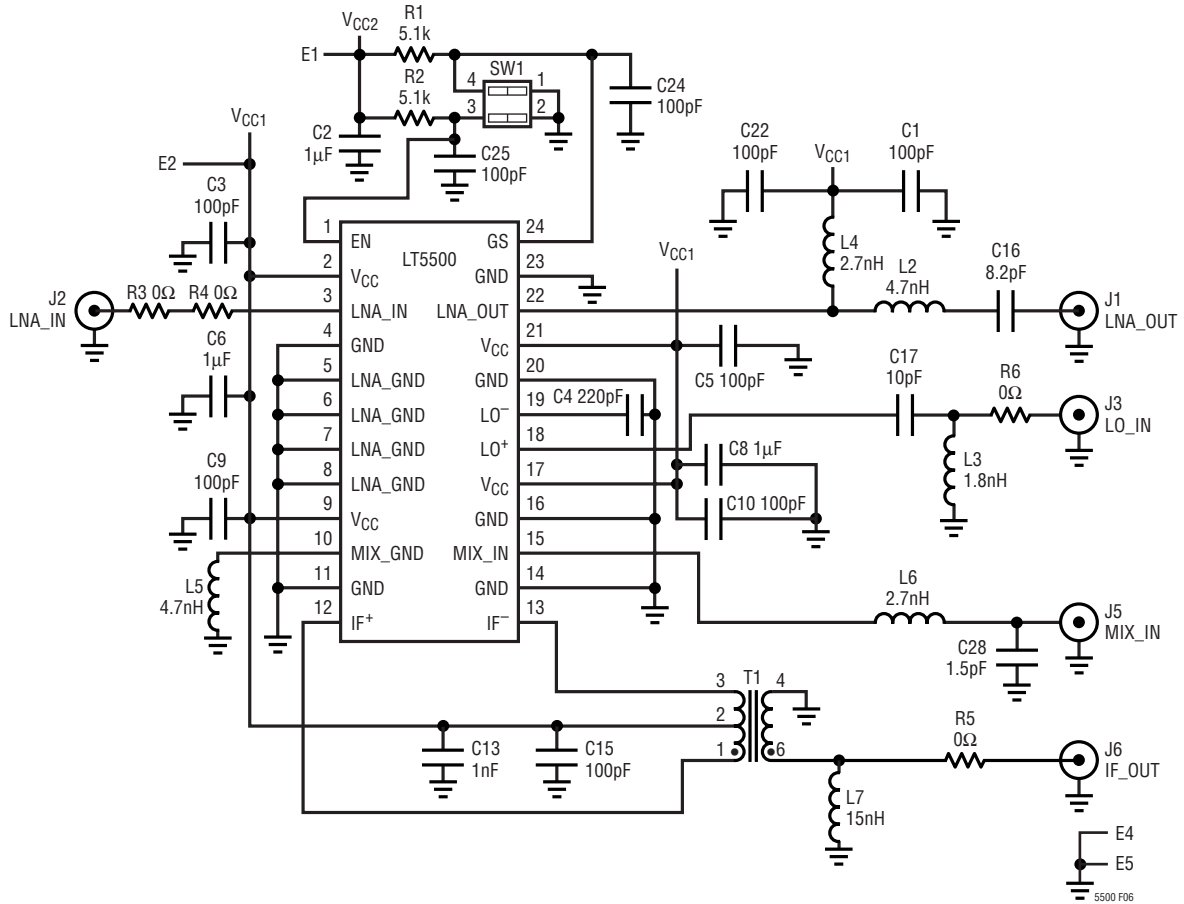 VCC2
R1
5.1k
E1
SW1
4
1
3
2
R2
5.1k
C24
100pF
C2
1µF
C25
100pF
VCC1
E2
C3
100pF
C22
100pF
VCC1
C1
100pF
L4
2.7nH
L2
4.7nH
C16
8.2pF
J1
LNA_OUT
J2
LNA_IN
R3 0Ω
R4 0Ω
C6
1µF
C9
100pF
L5
4.7nH
LT5500
1
EN
2
VCC
3
LNA_IN
4
GND
5
LNA_GND
6
LNA_GND
7
LNA_GND
8
LNA_GND
9
VCC
10
MIX_GND
11
GND
12
IF+
24
GS
23
GND
22
LNA_OUT
21
VCC
20
GND
19
LO−
18
LO+
17
VCC
16
GND
15
MIX_IN
14
GND
13
IF−
VCC1
C5 100pF
C4 220pF
C8 1µF
C10 100pF
C17
10pF
R6
0Ω
J3
LO_IN
L3
1.8nH
L6
2.7nH
J5
MIX_IN
C28
1.5pF
T1
3
4
2
1
6
C13
1nF
C15
100pF
R5
0Ω
J6
IF_OUT
L7
15nH
E4
E5
5500 F06